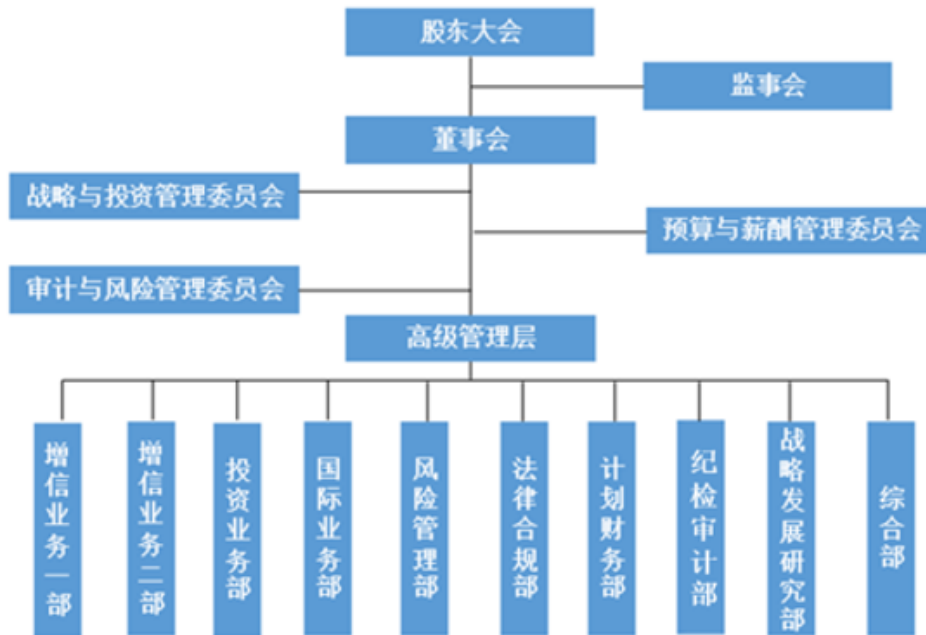 股东大会
监事会
董事会
战略与投资管理委员会
预算与薪酬管理委员会
审计与风险管理委员会
高级管理层
增信业务一部
增信业务二部
投资业务部
国际业务部
风险管理部
法律合规部
计划财务部
纪检审计部
战略发展研究部
综合部